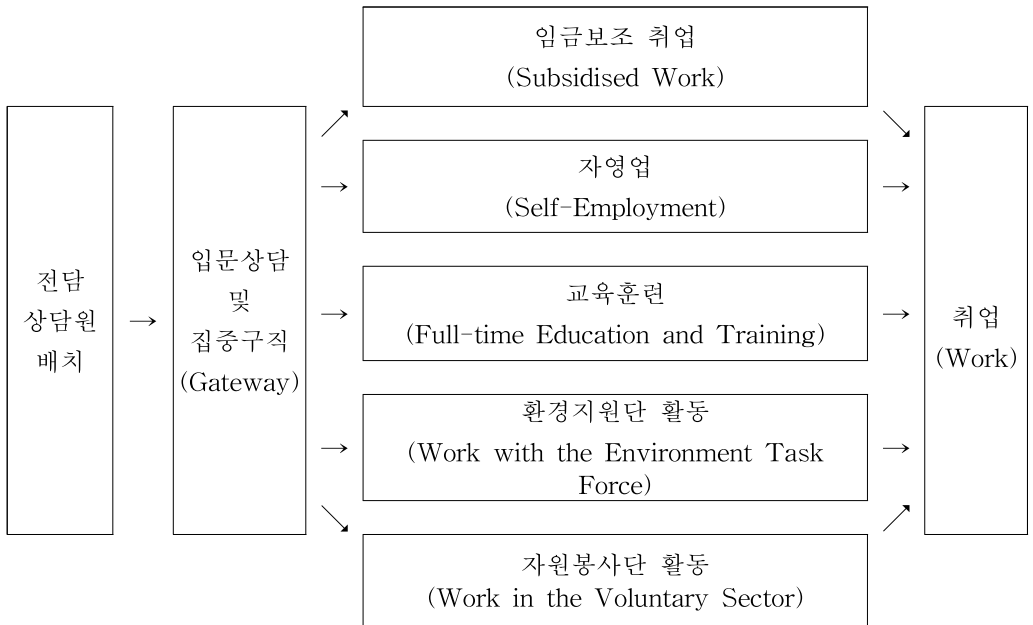 전담
상담원
배치
→
입문상담
및
집중구직
(Gateway)
↗
→
→
→
↘
임금보조 취업
(Subsidised Work)
자영업
(Self-Employment)
교육훈련
(Full-time Education and Training)
환경지원단 활동
(Work with the Environment Task
Force)
자원봉사단 활동
(Work in the Voluntary Sector)
↘
→
→
→
↗
취업
(Work)